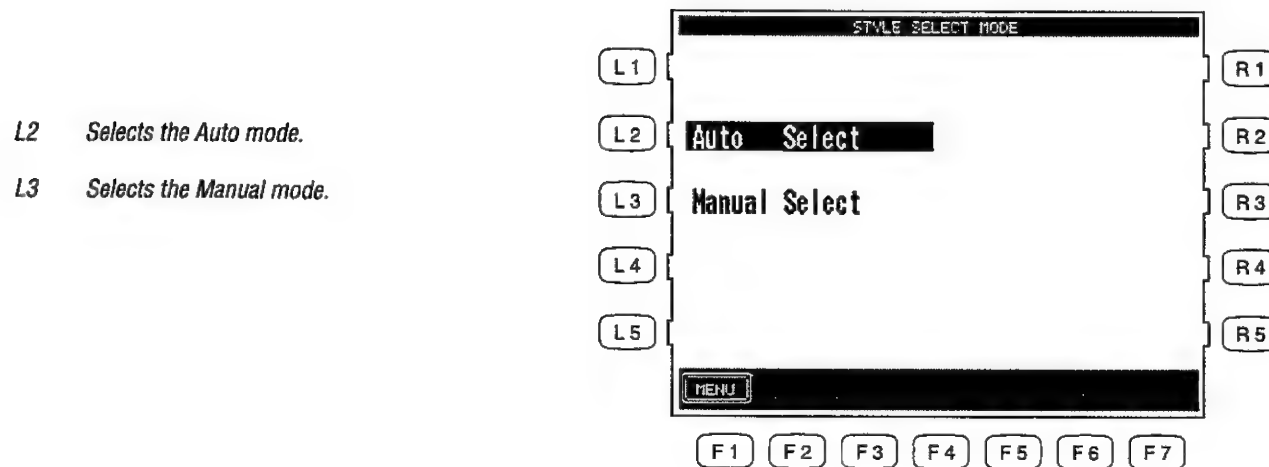 STYLE SELECT MODE
L1 R1
L2 Selects the Auto mode. L2 Auto Select R2
L3 Selects the Manual mode. L3 Manual Select R3
L4 R4
L5 R5
MENU
F1 F2 F3 F4 F5 F6 F7